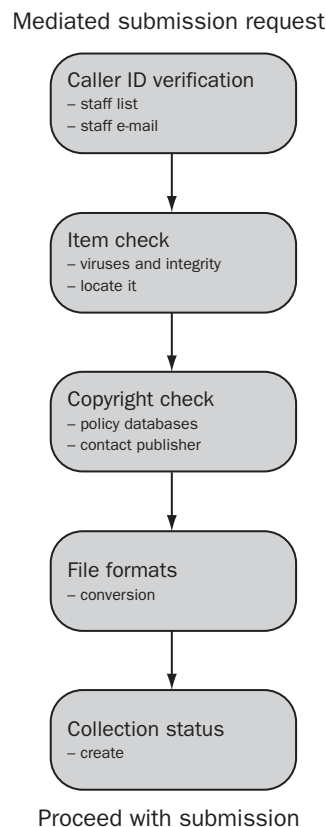 Mediated submission request
Caller ID verification
– staff list
– staff e-mail
Item check
– viruses and integrity
– locate it
Copyright check
– policy databases
– contact publisher
File formats
– conversion
Collection status
– create
Proceed with submission